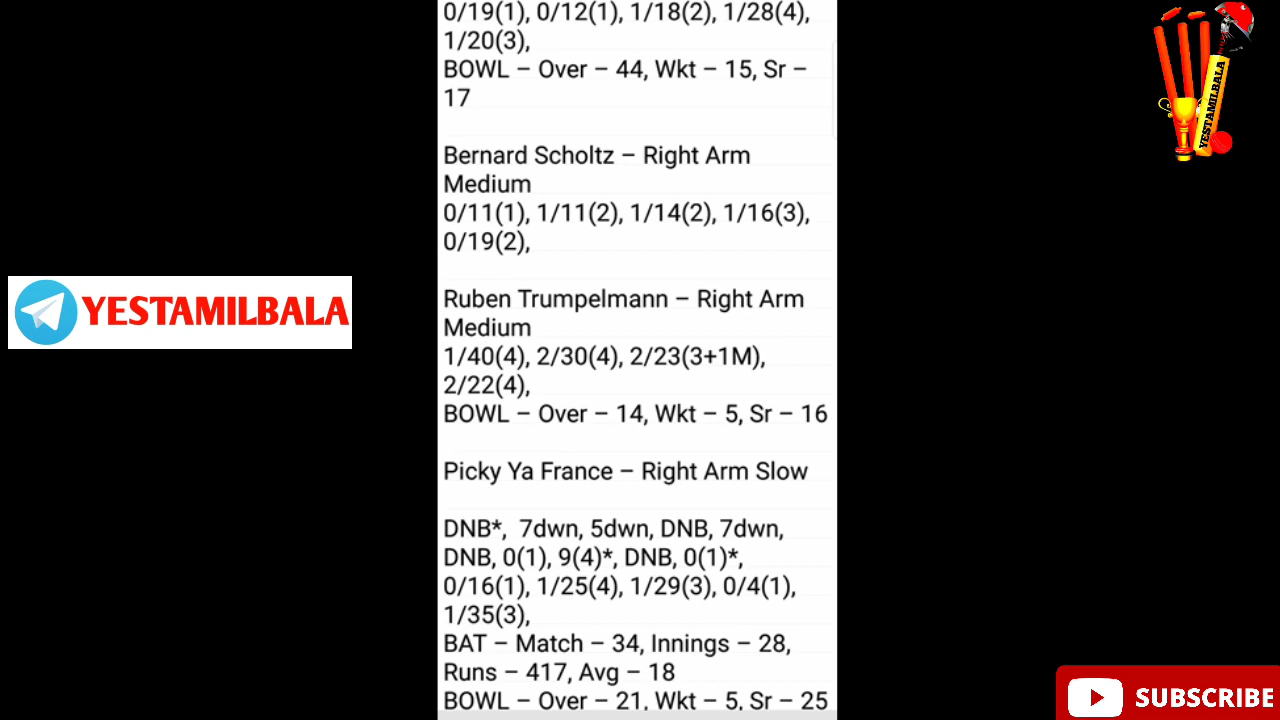 0/19(1), 0/12(1), 1/18(2), 1/28(4),
1/20(3),
BOWL – Over – 44, Wkt – 15, Sr –
17
Bernard Scholtz – Right Arm
Medium
0/11(1), 1/11(2), 1/14(2), 1/16(3),
0/19(2),
Ruben Trumpelmann – Right Arm
Medium
1/40(4), 2/30(4), 2/23(3+1M),
2/22(4),
BOWL – Over – 14, Wkt – 5, Sr – 16
Picky Ya France – Right Arm Slow
DNB*, 7dwn, 5dwn, DNB, 7dwn,
DNB, 0(1), 9(4)*, DNB, 0(1)*,
0/16(1), 1/25(4), 1/29(3), 0/4(1),
1/35(3),
BAT – Match – 34, Innings – 28,
Runs – 417, Avg – 18
BOWL – Over – 21, Wkt – 5, Sr – 25
YESTAMILBALA
YESTAMILBALA
SUBSCRIBE